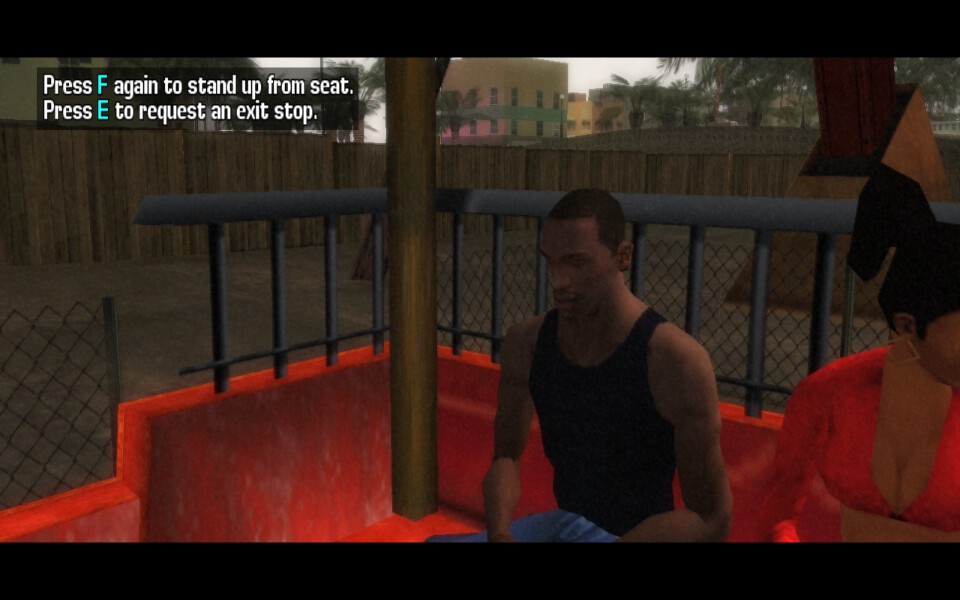 Press F again to stand up from seat.
Press E to request an exit stop.